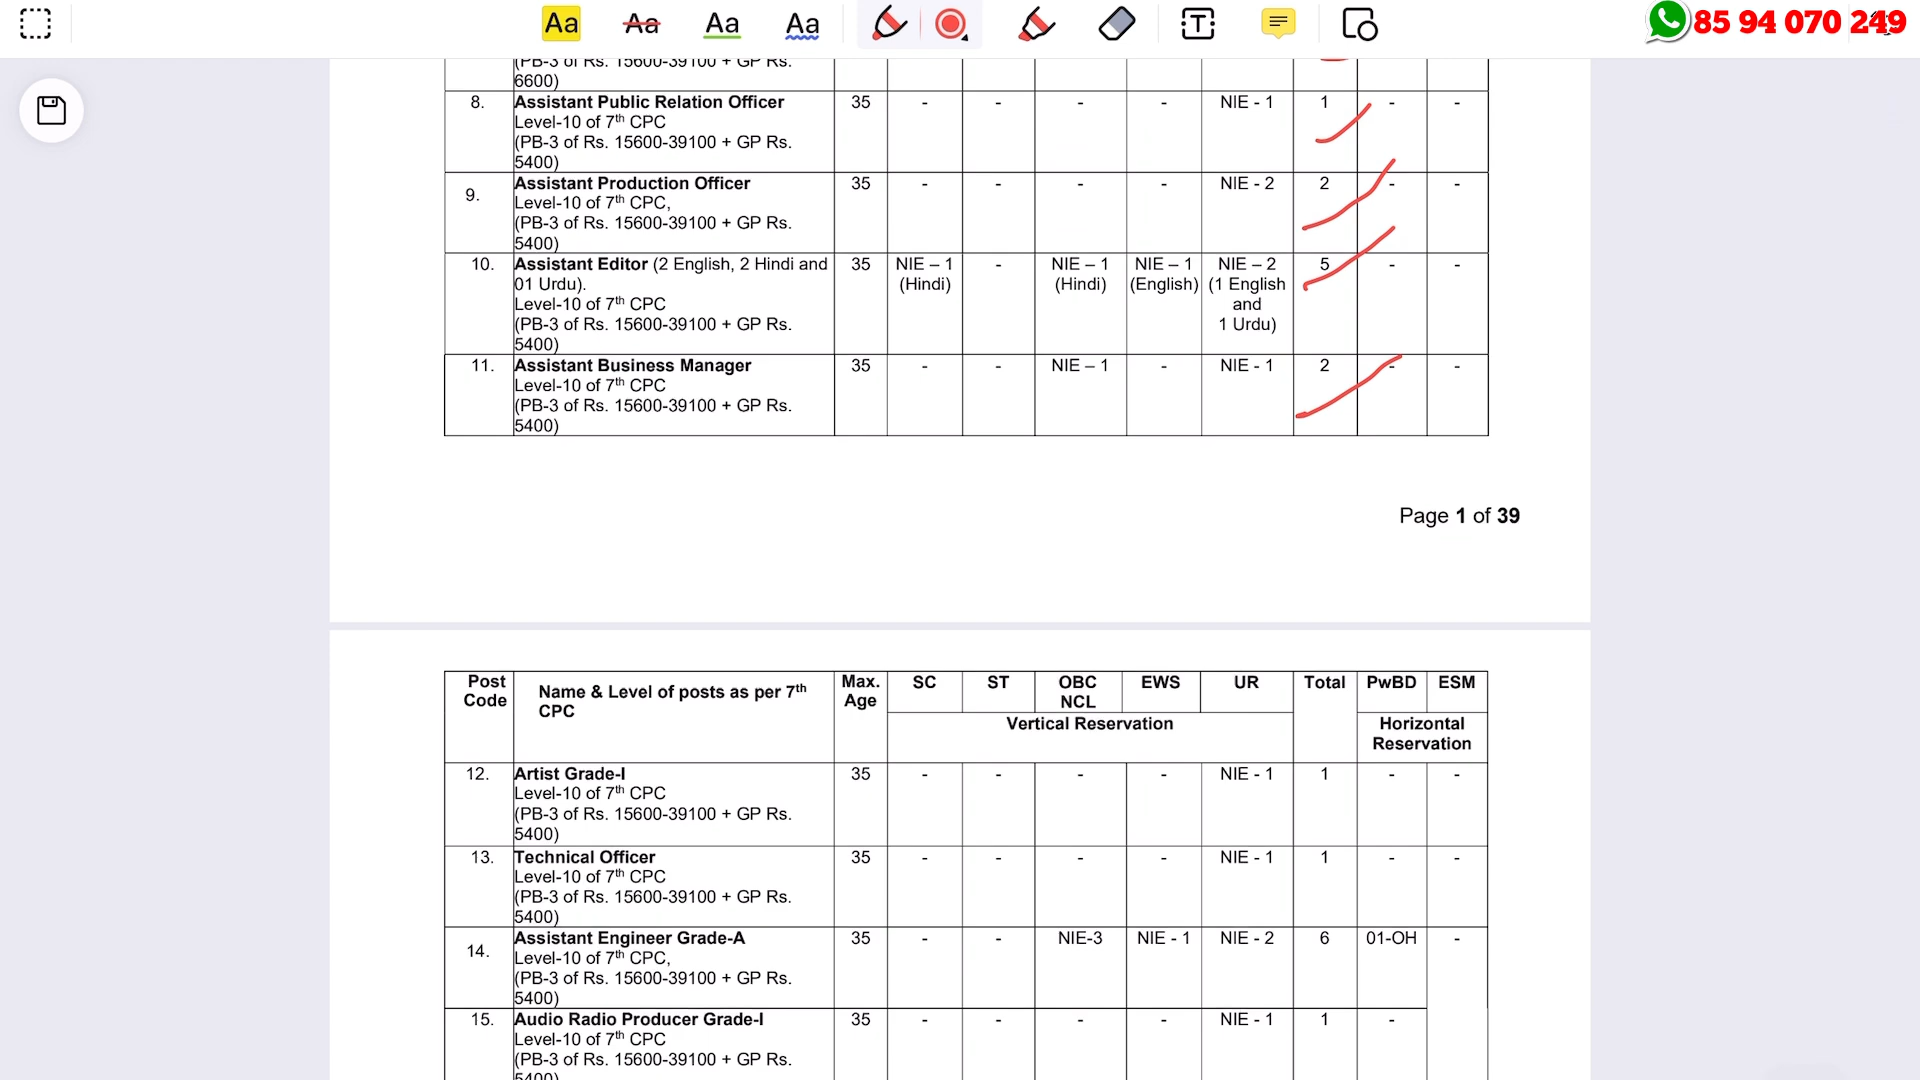 Aa Aa Aa Aa T
85 94 070 249
(PB-3 of Rs. 15600-39100 + GP Rs.
6600)
8. Assistant Public Relation Officer 35 - - - - NIE - 1 1 - -
Level-10 of 7th CPC
(PB-3 of Rs. 15600-39100 + GP Rs.
5400)
9. Assistant Production Officer 35 - - - - NIE - 2 2 - -
Level-10 of 7th CPC,
(PB-3 of Rs. 15600-39100 + GP Rs.
5400)
10. Assistant Editor (2 English, 2 Hindi and 35 NIE – 1 - NIE – 1 NIE – 1 NIE – 2 5 - -
01 Urdu). (Hindi) (Hindi) (English) (1 English
Level-10 of 7th CPC and
(PB-3 of Rs. 15600-39100 + GP Rs. 1 Urdu)
5400)
11. Assistant Business Manager 35 - - NIE – 1 - NIE - 1 2 - -
Level-10 of 7th CPC
(PB-3 of Rs. 15600-39100 + GP Rs.
5400)
Page 1 of 39
Post Name & Level of posts as per 7th Max. SC ST OBC EWS UR Total PwBD ESM
Code CPC Age NCL
Vertical Reservation Horizontal
Reservation
12. Artist Grade-I 35 - - - - NIE - 1 1 - -
Level-10 of 7th CPC
(PB-3 of Rs. 15600-39100 + GP Rs.
5400)
13. Technical Officer 35 - - - - NIE - 1 1 - -
Level-10 of 7th CPC
(PB-3 of Rs. 15600-39100 + GP Rs.
5400)
14. Assistant Engineer Grade-A 35 - - NIE-3 NIE - 1 NIE - 2 6 01-OH -
Level-10 of 7th CPC,
(PB-3 of Rs. 15600-39100 + GP Rs.
5400)
15. Audio Radio Producer Grade-I 35 - - - - NIE - 1 1 -
Level-10 of 7th CPC
(PB-3 of Rs. 15600-39100 + GP Rs.
5400)